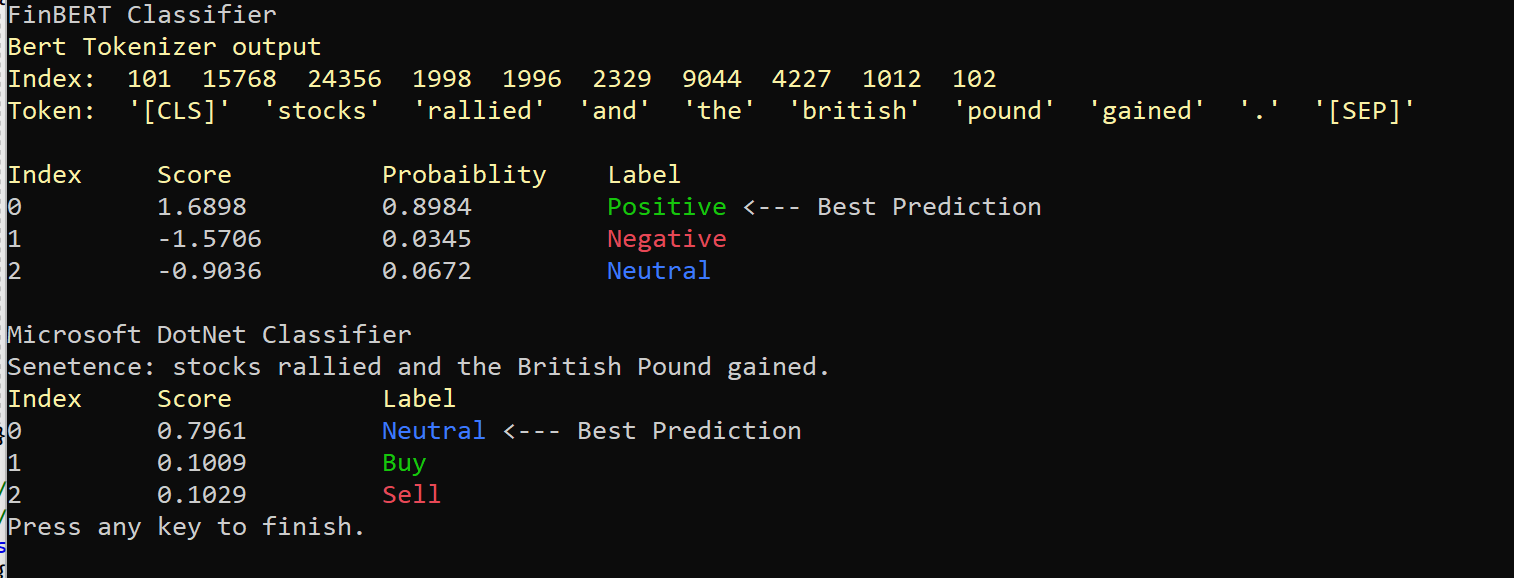 FinBERT Classifier
Bert Tokenizer output
Index:  101  15768  24356  1998  1996  2329  9044  4227  1012  102
Token:  '[CLS]'  'stocks'  'rallied'  'and'  'the'  'british'  'pound'  'gained'  '.'  '[SEP]'
Index     Score          Probaiblity    Label
0         1.6898         0.8984         Positive <--- Best Prediction
1         -1.5706        0.0345         Negative
2         -0.9036        0.0672         Neutral
Microsoft DotNet Classifier
Senetence: stocks rallied and the British Pound gained.
Index     Score          Label
0         0.7961         Neutral <--- Best Prediction
1         0.1009         Buy
2         0.1029         Sell
Press any key to finish.